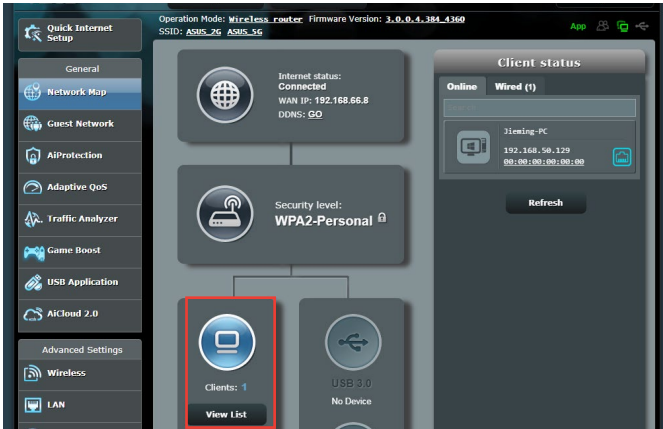 Operation Mode: Wireless router Firmware Version: 3.0.0.4.384_4360
SSID: ASUS_2G ASUS_5G
App
Quick Internet
Setup
General
Network Map
Guest Network
AiProtection
Adaptive QoS
Traffic Analyzer
Game Boost
USB Application
AiCloud 2.0
Advanced Settings
Wireless
LAN
Internet status:
Connected
WAN IP: 192.168.66.8
DDNS: GO
Security level:
WPA2-Personal
Clients: 1
View List
USB 3.0
No Device
Client status
Online Wired (1)
Jieming-PC
192.168.50.129
00:00:00:00:00:00
Refresh